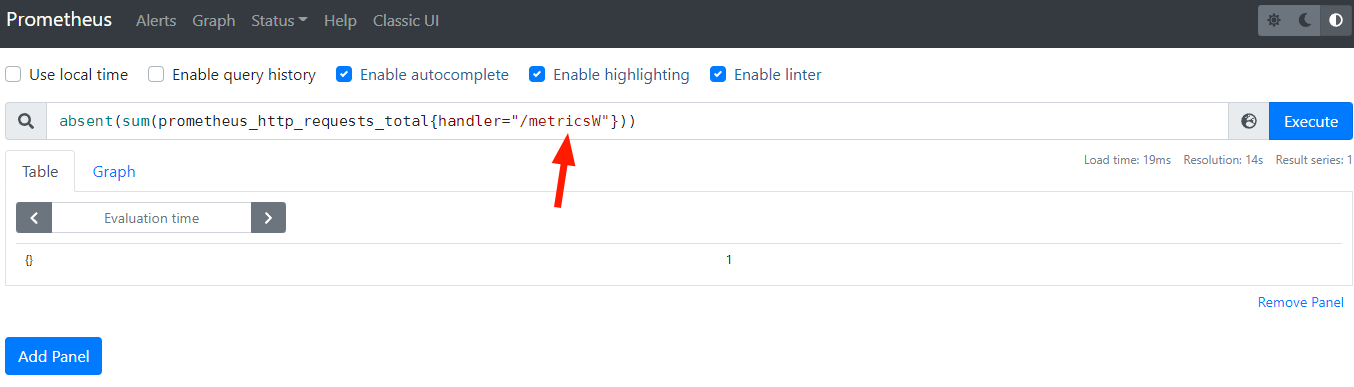 Prometheus Alerts Graph Status Help Classic UI
Use local time Enable query history Enable autocomplete Enable highlighting Enable linter
absent(sum(prometheus_http_requests_total{handler="/metricsW"})) Execute
Load time: 19ms Resolution: 14s Result series: 1
Table Graph
Evaluation time
{} 1
Remove Panel
Add Panel